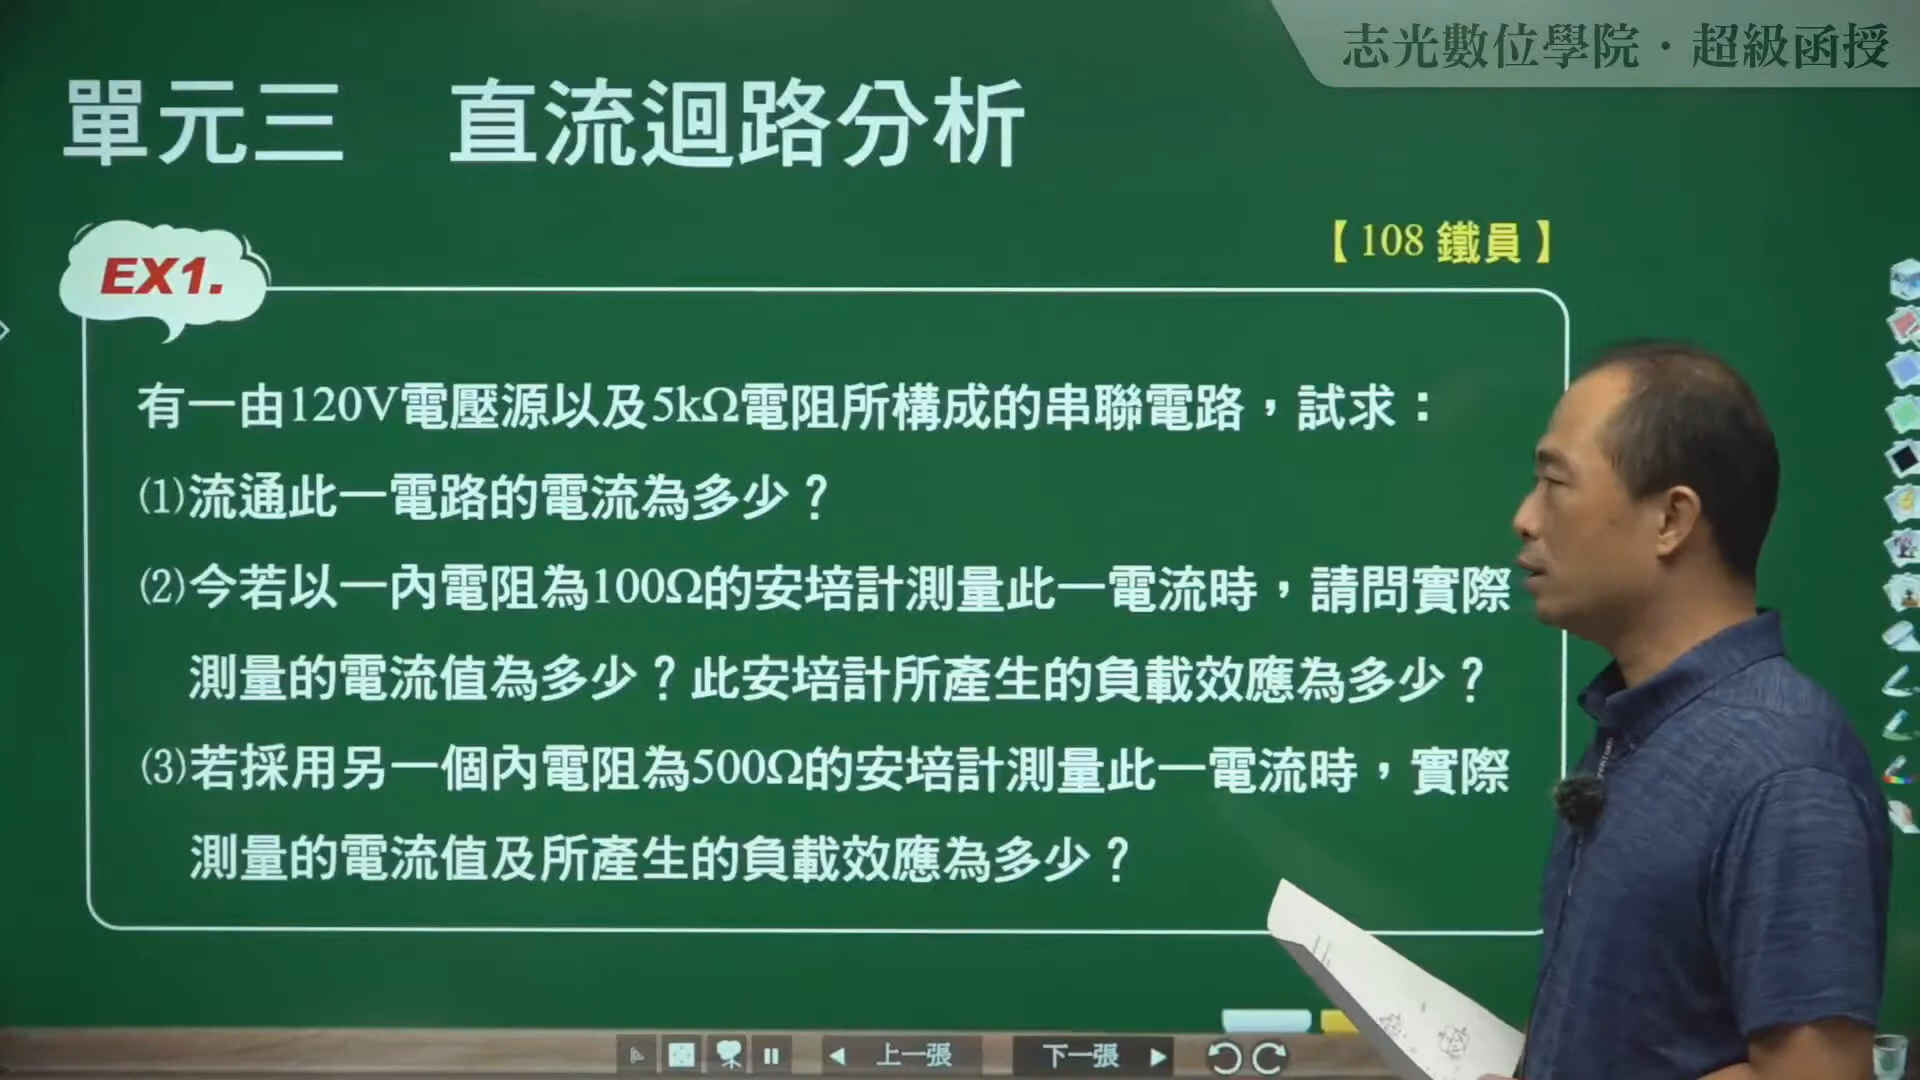 志光數位學院・超級函授
單元三　直流迴路分析
【108 鐵員】
EX1.
有一由120V電壓源以及5kΩ電阻所構成的串聯電路，試求：
⑴流通此一電路的電流為多少？
⑵今若以一內電阻為100Ω的安培計測量此一電流時，請問實際
測量的電流值為多少？此安培計所產生的負載效應為多少？
⑶若採用另一個內電阻為500Ω的安培計測量此一電流時，實際
測量的電流值及所產生的負載效應為多少？
上一張
下一張